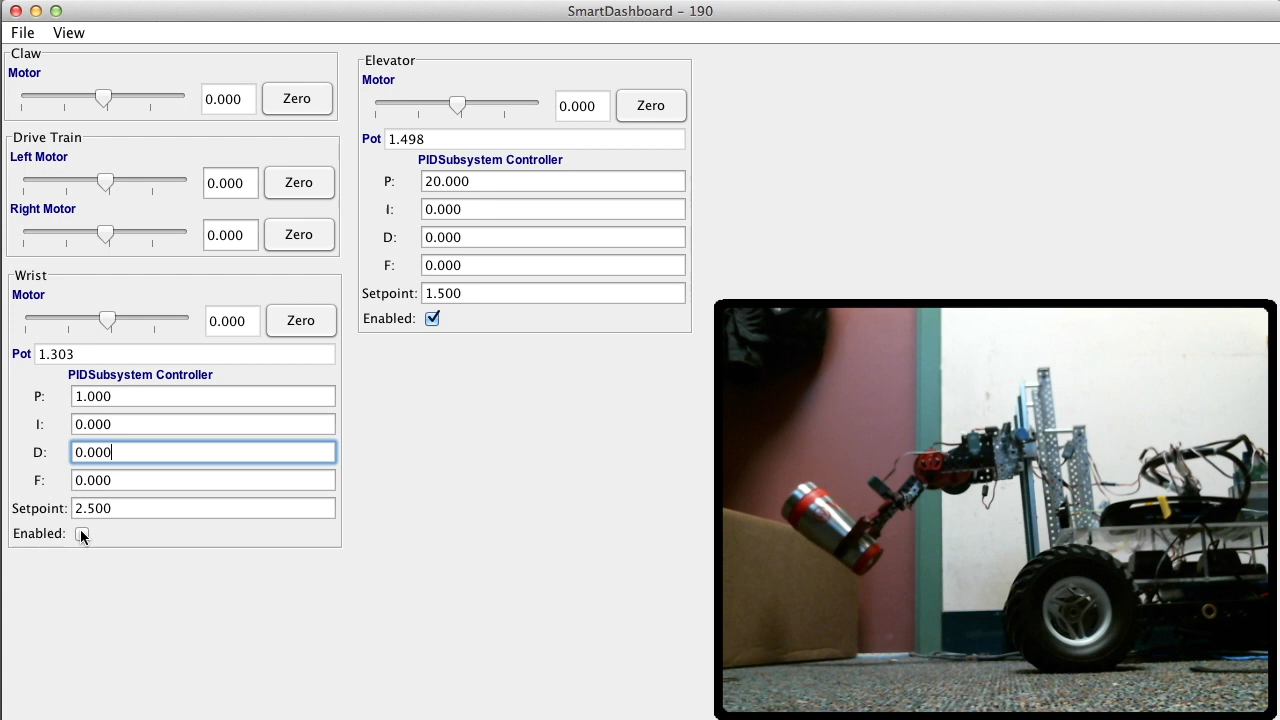 SmartDashboard – 190
File View
Claw
Motor
0.000 Zero
Drive Train
Left Motor
0.000 Zero
Right Motor
0.000 Zero
Wrist
Motor
0.000 Zero
Pot 1.303
PIDSubsystem Controller
P: 1.000
I: 0.000
D: 0.000
F: 0.000
Setpoint: 2.500
Enabled:
Elevator
Motor
0.000 Zero
Pot 1.498
PIDSubsystem Controller
P: 20.000
I: 0.000
D: 0.000
F: 0.000
Setpoint: 1.500
Enabled: